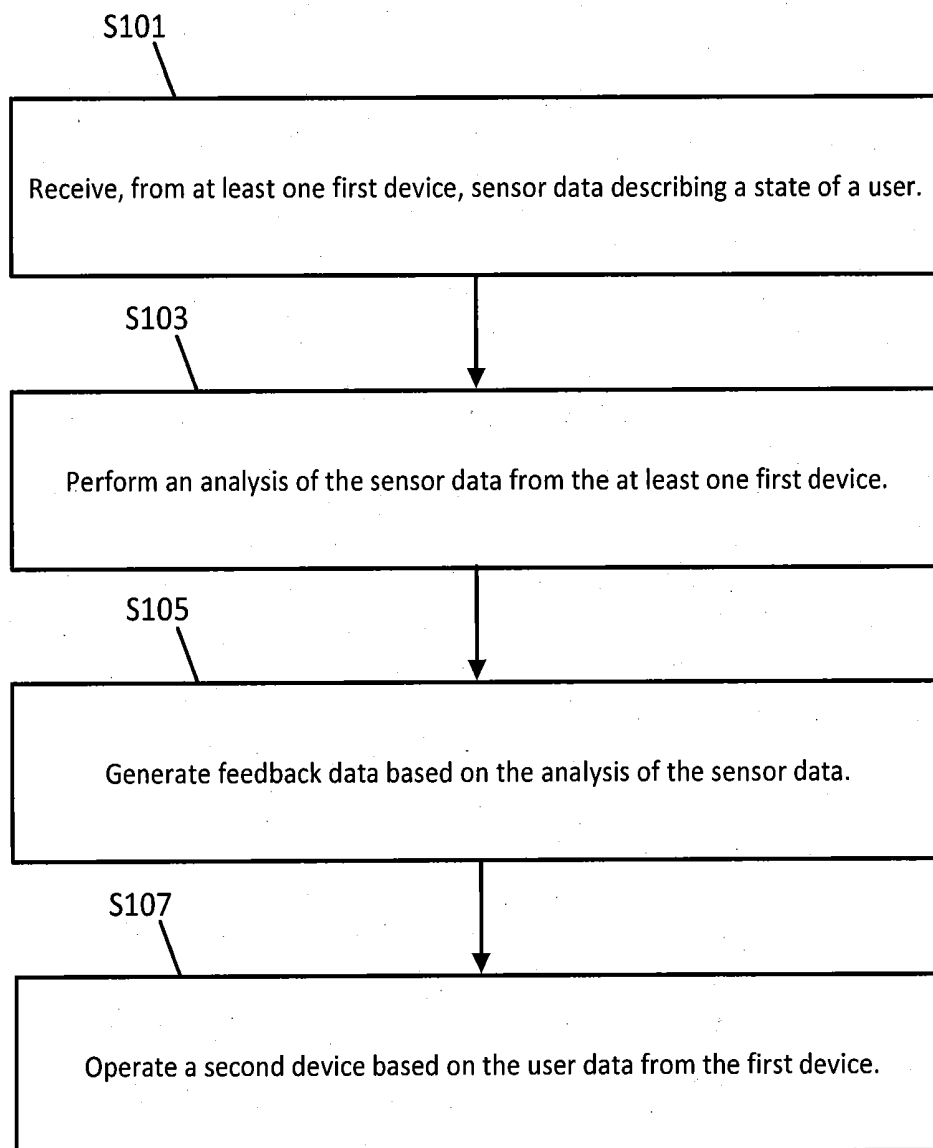 S101
Receive, from at least one first device, sensor data describing a state of a user.
S103
Perform an analysis of the sensor data from the at least one first device.
S105
Generate feedback data based on the analysis of the sensor data.
S107
Operate a second device based on the user data from the first device.